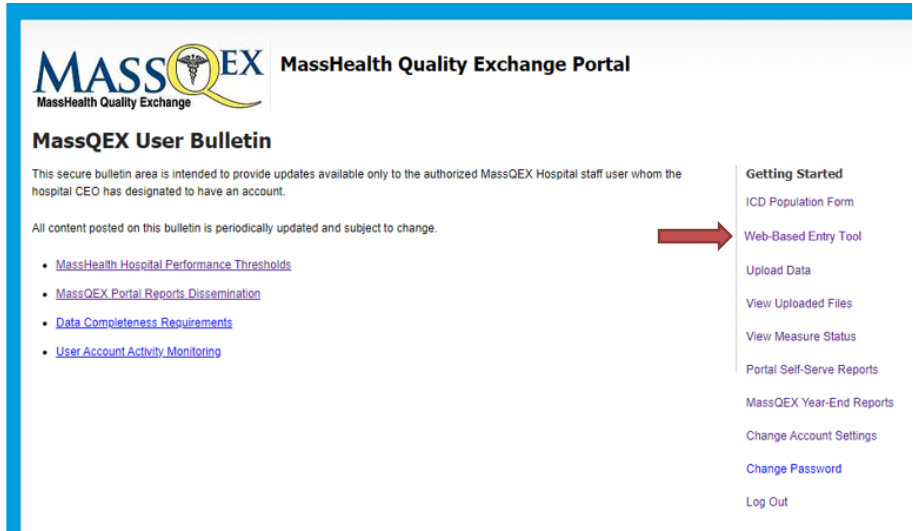 MASSQEX
MassHealth Quality Exchange
MassHealth Quality Exchange Portal
MassQEX User Bulletin
This secure bulletin area is intended to provide updates available only to the authorized MassQEX Hospital staff user whom the
hospital CEO has designated to have an account.
All content posted on this bulletin is periodically updated and subject to change.
MassHealth Hospital Performance Thresholds
MassQEX Portal Reports Dissemination
Data Completeness Requirements
User Account Activity Monitoring
Getting Started
ICD Population Form
Web-Based Entry Tool
Upload Data
View Uploaded Files
View Measure Status
Portal Self-Serve Reports
MassQEX Year-End Reports
Change Account Settings
Change Password
Log Out